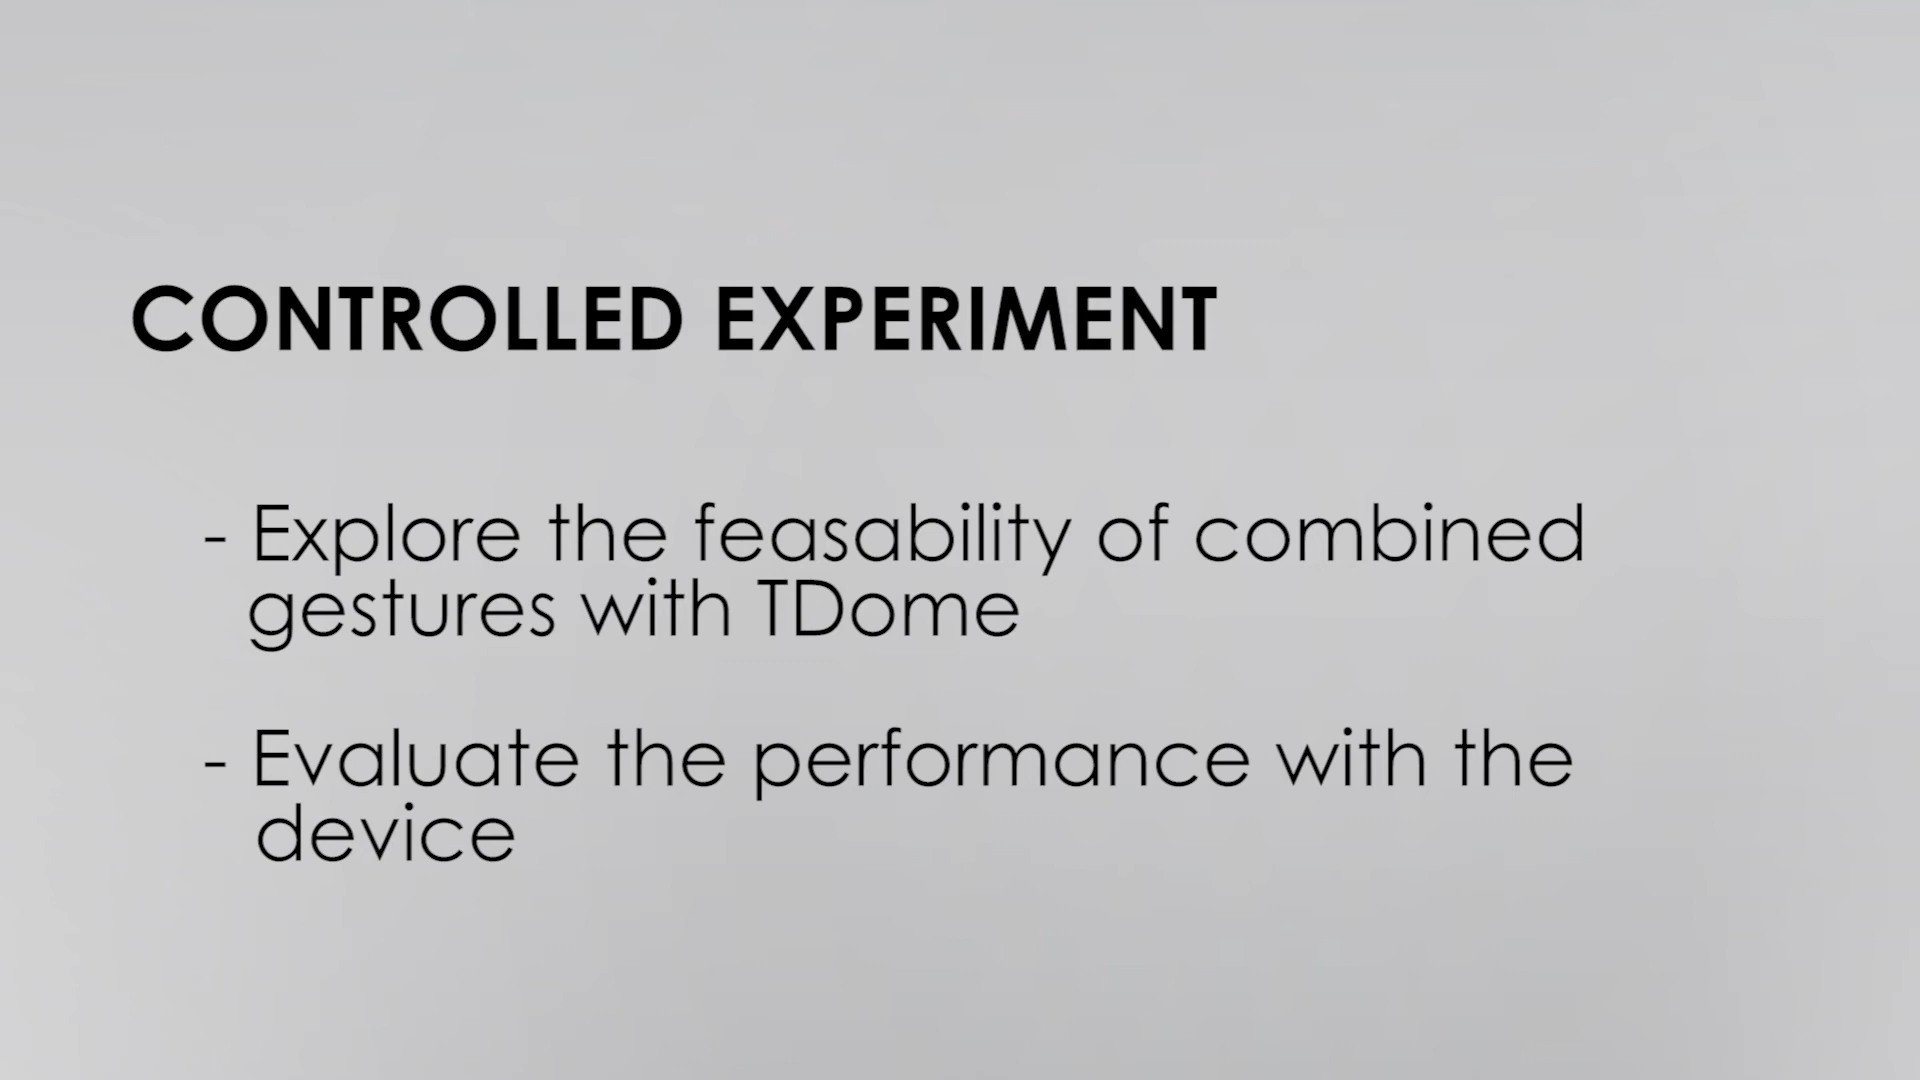 CONTROLLED EXPERIMENT
- Explore the feasability of combined
gestures with TDome
- Evaluate the performance with the
device